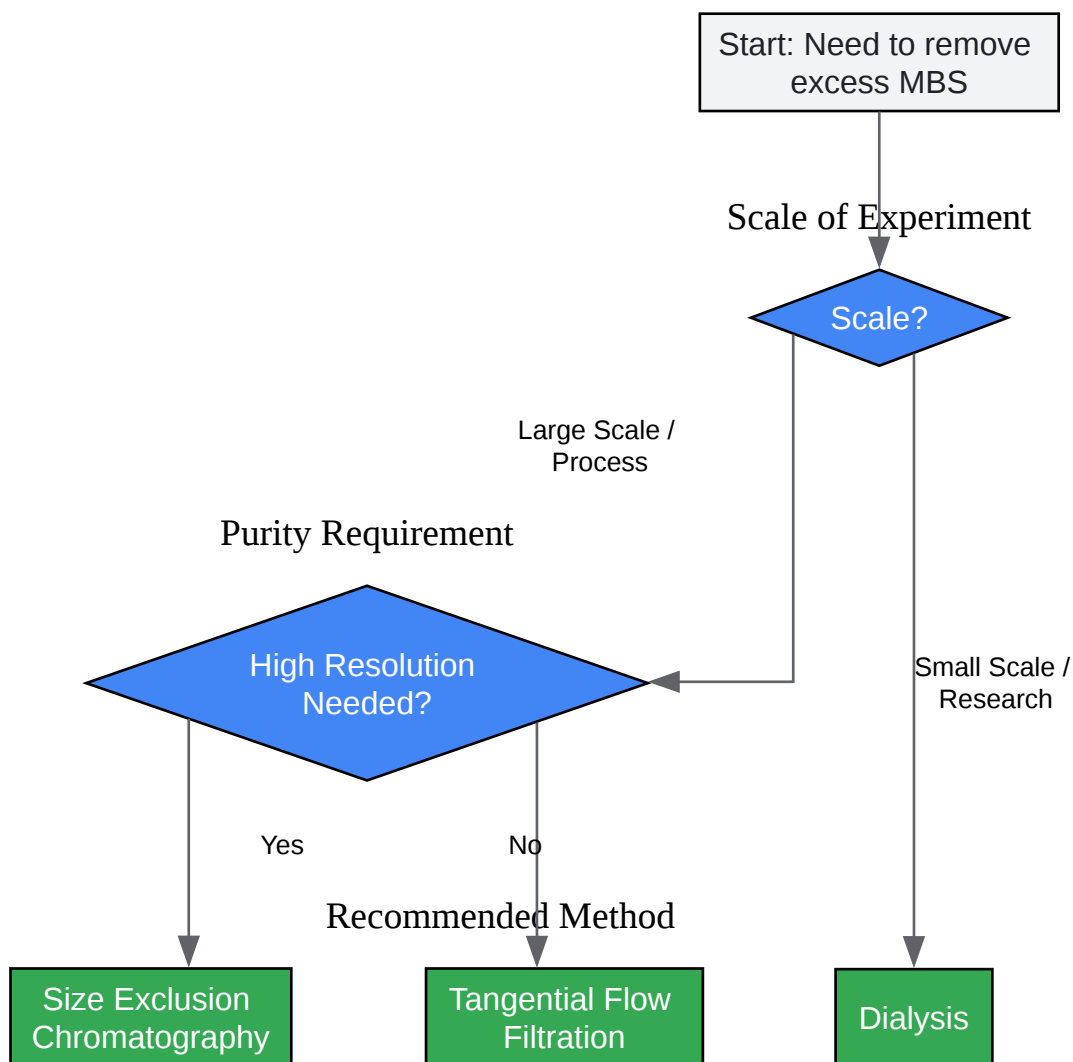 Start: Need to remove
excess MBS
Scale of Experiment
Scale?
Large Scale /
Process
Purity Requirement
High Resolution
Needed?
Small Scale /
Research
Yes
No
Recommended Method
Size Exclusion
Chromatography
Tangential Flow
Filtration
Dialysis